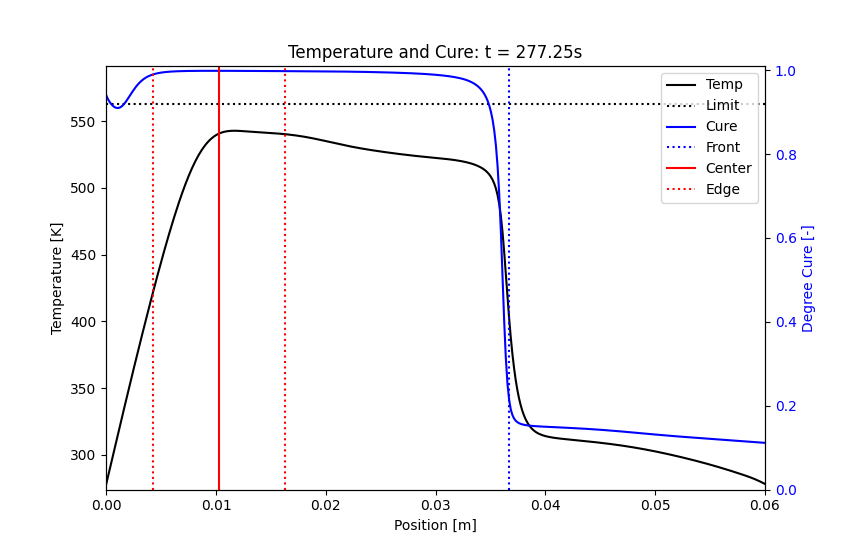 Temperature and Cure: t = 277.25s
Temp
Limit
Cure
Front
Center
Edge
550
500
450
400
350
300
Temperature [K]
1.0
0.8
0.6
0.4
0.2
0.0
Degree Cure [-]
0.00 0.01 0.02 0.03 0.04 0.05 0.06
Position [m]